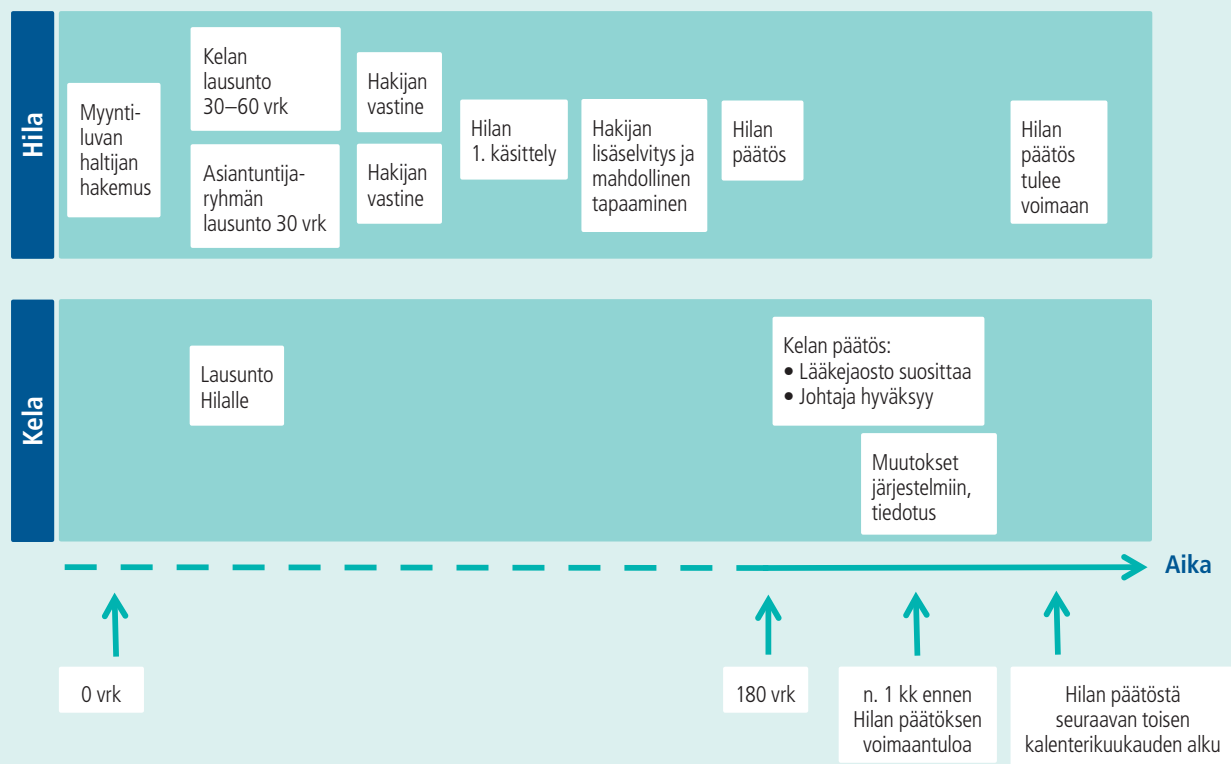 Hila
Myynti-
luvan
haltijan
hakemus
Kelan
lausunto
30–60 vrk
Asiantuntija-
ryhmän
lausunto 30 vrk
Hakijan
vastine
Hakijan
vastine
Hilan
1. käsittely
Hakijan
lisäselvitys ja
mahdollinen
tapaaminen
Hilan
päätös
Hilan
päätös
tulee
voimaan
Kela
Lausunto
Hilalle
Kelan päätös:
• Lääkejaosto suosittaa
• Johtaja hyväksyy
Muutokset
järjestelmiin,
tiedotus
Aika
0 vrk
180 vrk
n. 1 kk ennen
Hilan päätöksen
voimaantuloa
Hilan päätöstä
seuraavan toisen
kalenterikuukauden alku